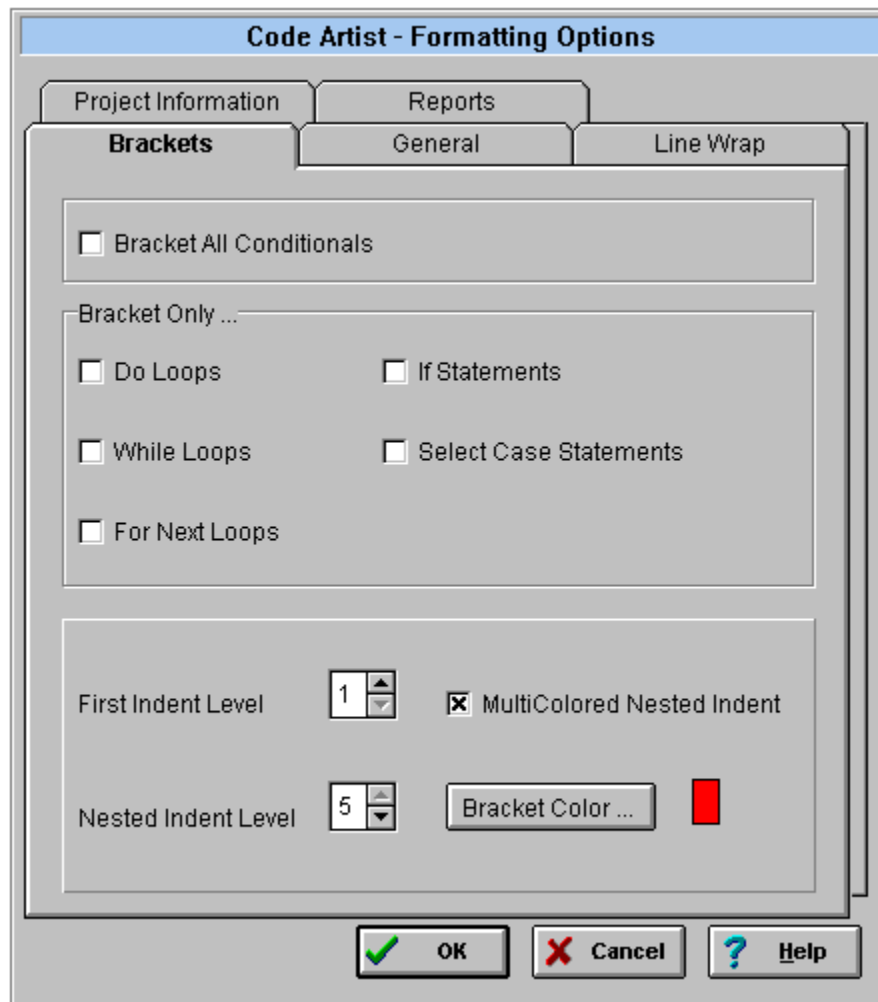 Code Artist - Formatting Options
Project Information
Reports
Brackets
General
Line Wrap
Bracket All Conditionals
Bracket Only ...
Do Loops
If Statements
While Loops
Select Case Statements
For Next Loops
First Indent Level
1
MultiColored Nested Indent
Nested Indent Level
5
Bracket Color ...
OK
Cancel
? Help